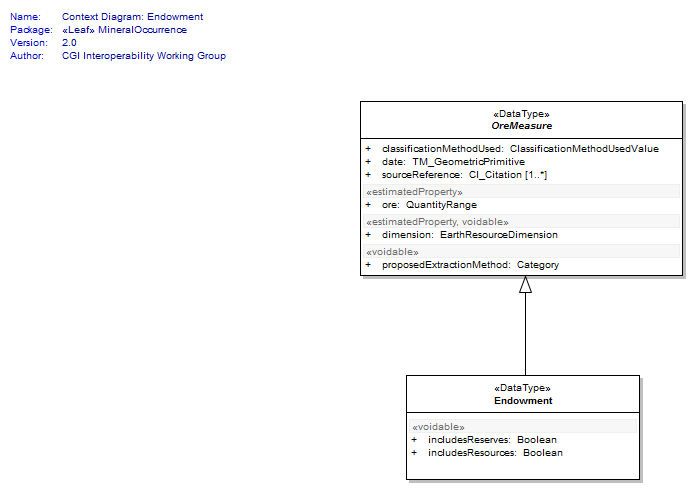 Name: Context Diagram: Endowment
Package: «Leaf» MineralOccurrence
Version: 2.0
Author: CGI Interoperability Working Group
«DataType»
OreMeasure
+ classificationMethodUsed: ClassificationMethodUsedValue
+ date: TM_GeometricPrimitive
+ sourceReference: CI_Citation [1..*]
«estimatedProperty»
+ ore: QuantityRange
«estimatedProperty, voidable»
+ dimension: EarthResourceDimension
«voidable»
+ proposedExtractionMethod: Category
«DataType»
Endowment
«voidable»
+ includesReserves: Boolean
+ includesResources: Boolean